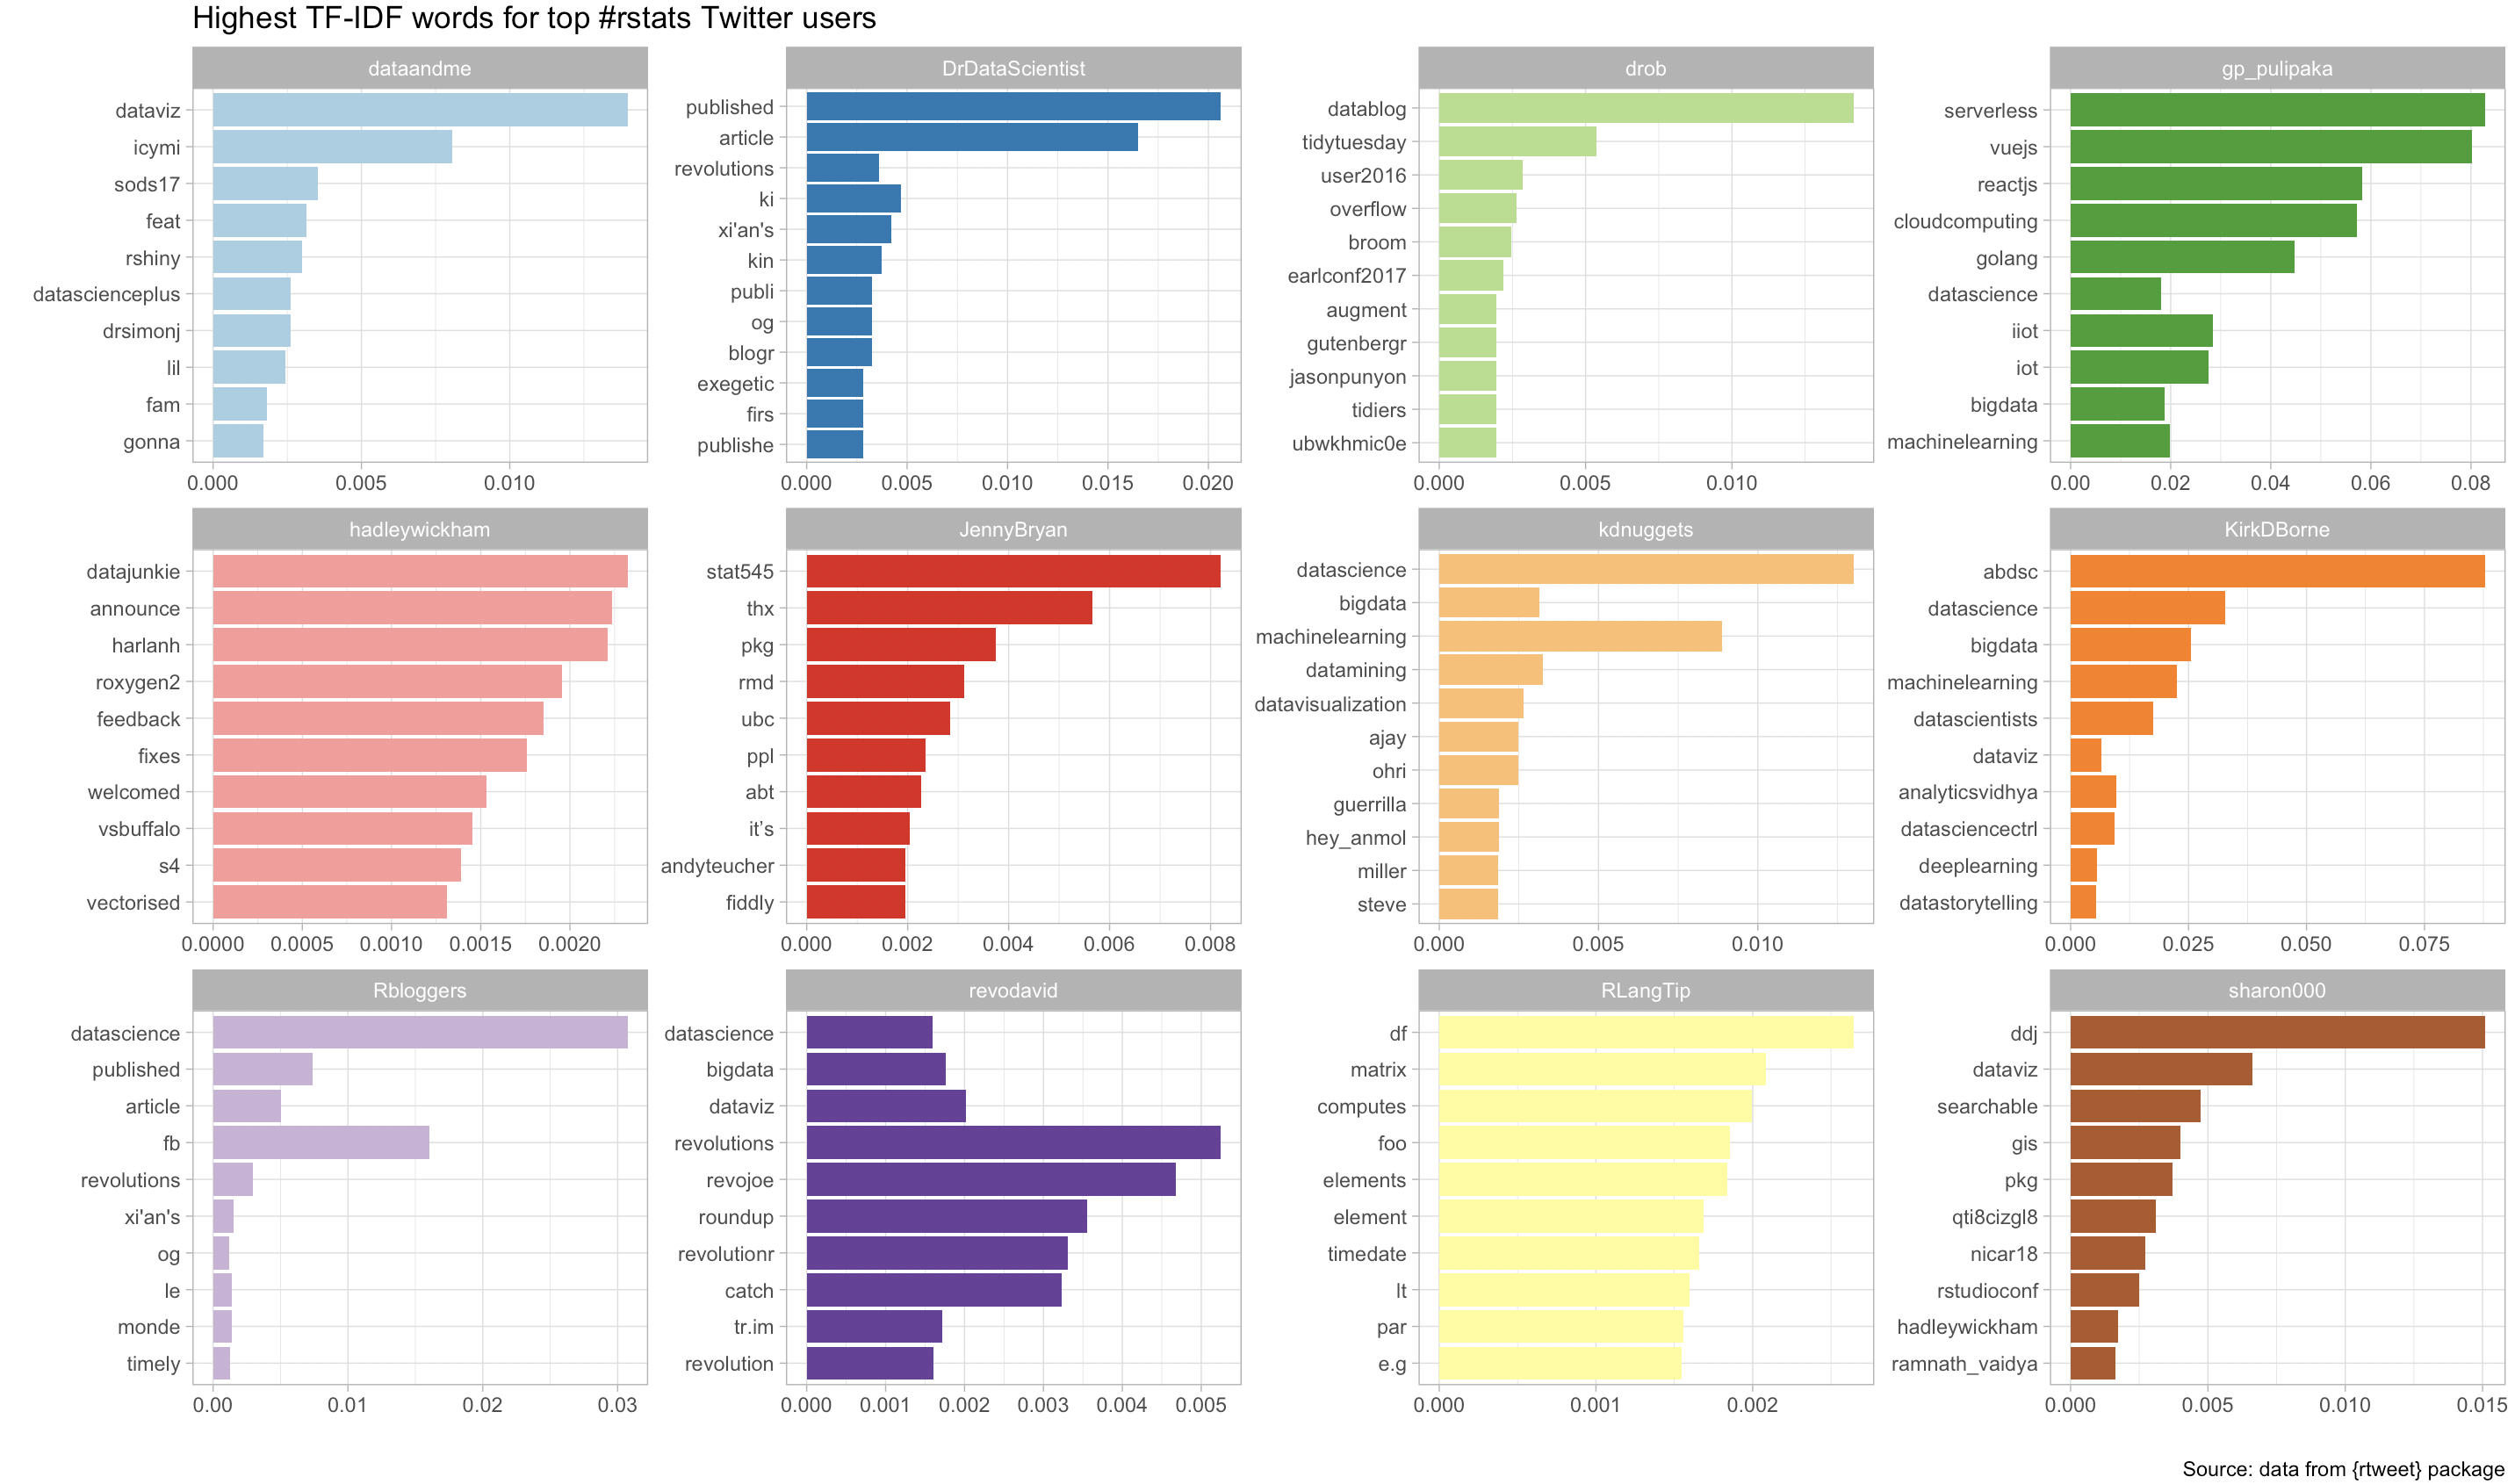 Highest TF-IDF words for top #rstats Twitter users
dataandme
dataviz
icymi
sods17
feat
rshiny
datascienceplus
drsimonj
lil
fam
gonna
0.000 0.005 0.010
DrDataScientist
published
article
revolutions
ki
xi'an's
kin
publi
og
blogr
exegetic
firs
publishe
0.000 0.005 0.010 0.015 0.020
drob
datablog
tidytuesday
user2016
overflow
broom
earlconf2017
augment
gutenbergr
jasonpunyon
tidiers
ubwkhmic0e
0.000 0.005 0.010
gp_pulipaka
serverless
vuejs
reactjs
cloudcomputing
golang
datascience
iiot
iot
bigdata
machinelearning
0.00 0.02 0.04 0.06 0.08
hadleywickham
datajunkie
announce
harlanh
roxygen2
feedback
fixes
welcomed
vsbuffalo
s4
vectorised
0.0000 0.0005 0.0010 0.0015 0.0020
JennyBryan
stat545
thx
pkg
rmd
ubc
ppl
abt
it’s
andyteucher
fiddly
0.000 0.002 0.004 0.006 0.008
kdnuggets
datascience
bigdata
machinelearning
datamining
datavisualization
ajay
ohri
guerrilla
hey_anmol
miller
steve
0.000 0.005 0.010
KirkDBorne
abdsc
datascience
bigdata
machinelearning
datascientists
dataviz
analyticsvidhya
datasciencectrl
deeplearning
datastorytelling
0.000 0.025 0.050 0.075
Rbloggers
datascience
published
article
fb
revolutions
xi'an's
og
le
monde
timely
0.00 0.01 0.02 0.03
revodavid
datascience
bigdata
dataviz
revolutions
revojoe
roundup
revolutionr
catch
tr.im
revolution
0.000 0.001 0.002 0.003 0.004 0.005
RLangTip
df
matrix
computes
foo
elements
element
timedate
lt
par
e.g
0.000 0.001 0.002
sharon000
ddj
dataviz
searchable
gis
pkg
qti8cizgl8
nicar18
rstudioconf
hadleywickham
ramnath_vaidya
0.000 0.005 0.010 0.015
Source: data from {rtweet} package